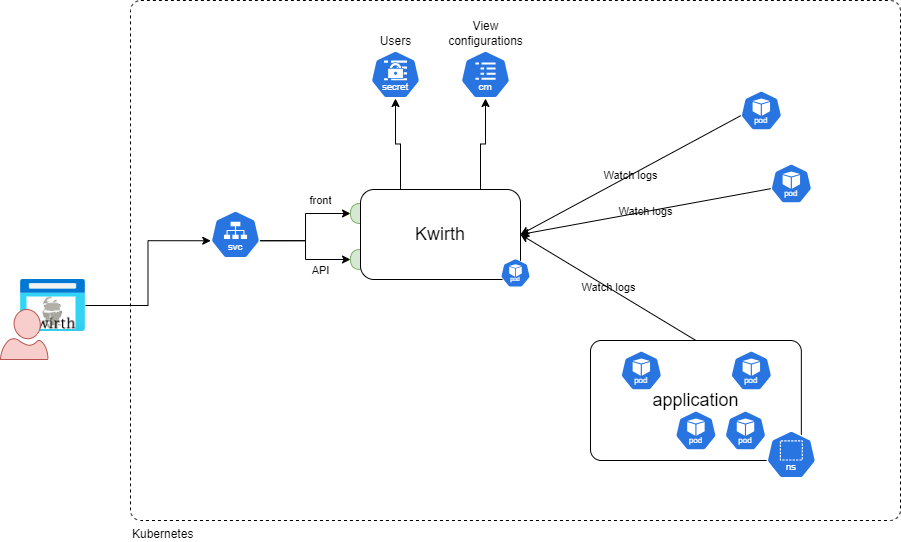 View
Users
configurations
secret
cm
pod
Watch logs
pod
Watch logs
front
svc
Kwirth
API
pod
Watch logs
wirth
pod
pod
application
pod
pod
ns
Kubernetes